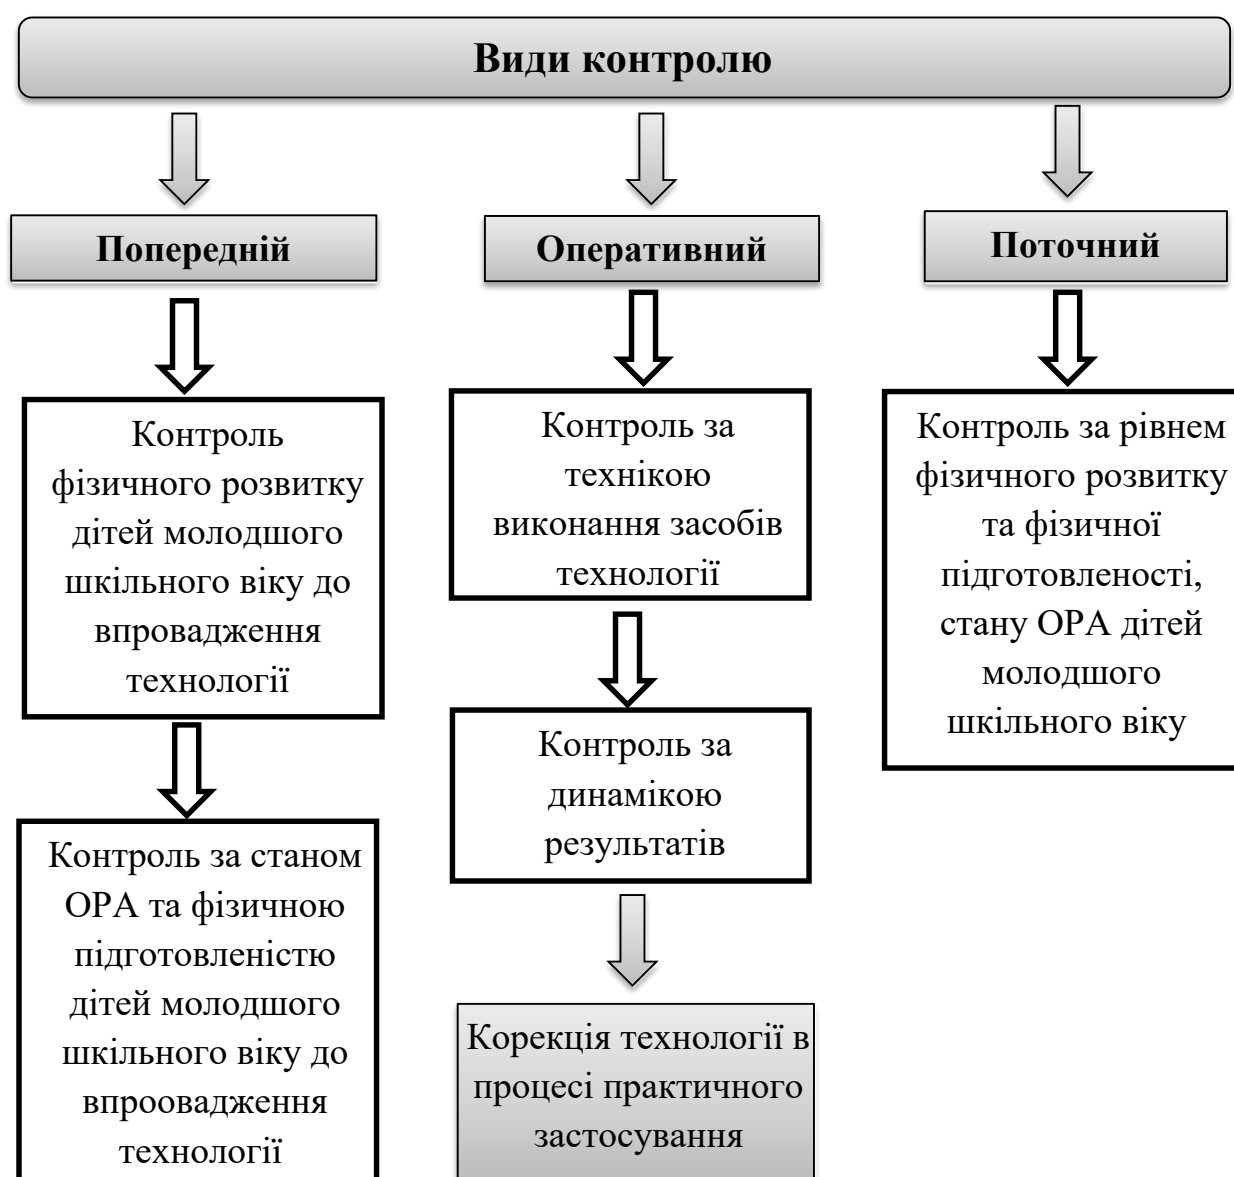 Види контролю
Попередній
Оперативний
Поточний
Контроль
фізичного розвитку
дітей молодшого
шкільного віку до
впровадження
технології
Контроль за станом
ОРА та фізичною
підготовленістю
дітей молодшого
шкільного віку до
впроовадження
технології
Контроль за
технікою
виконання засобів
технології
Контроль за
динамікою
результатів
Корекція технології в
процесі практичного
застосування
Контроль за рівнем
фізичного розвитку
та фізичної
підготовленості,
стану ОРА дітей
молодшого
шкільного віку